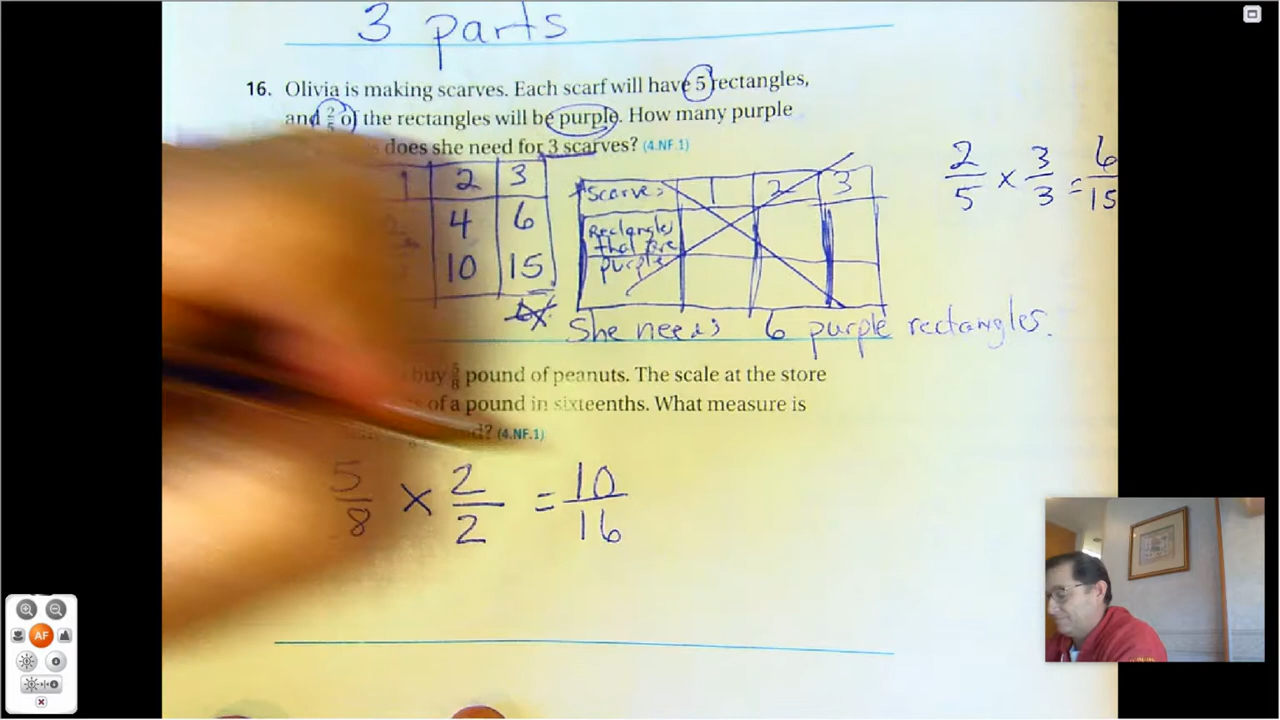 3 parts
16. Olivia is making scarves. Each scarf will have 5 rectangles,
and 2/5 of the rectangles will be purple. How many purple
does she need for 3 scarves? (4.NF.1)
1 2 3
4 6
10 15
Scarves 1 2 3
Rectangles
that are
purple
2/5 × 3/3 = 6/15
She needs 6 purple rectangles.
buy 5/8 pound of peanuts. The scale at the store
of a pound in sixteenths. What measure is
(4.NF.1)
5/8 × 2/2 = 10/16
AF